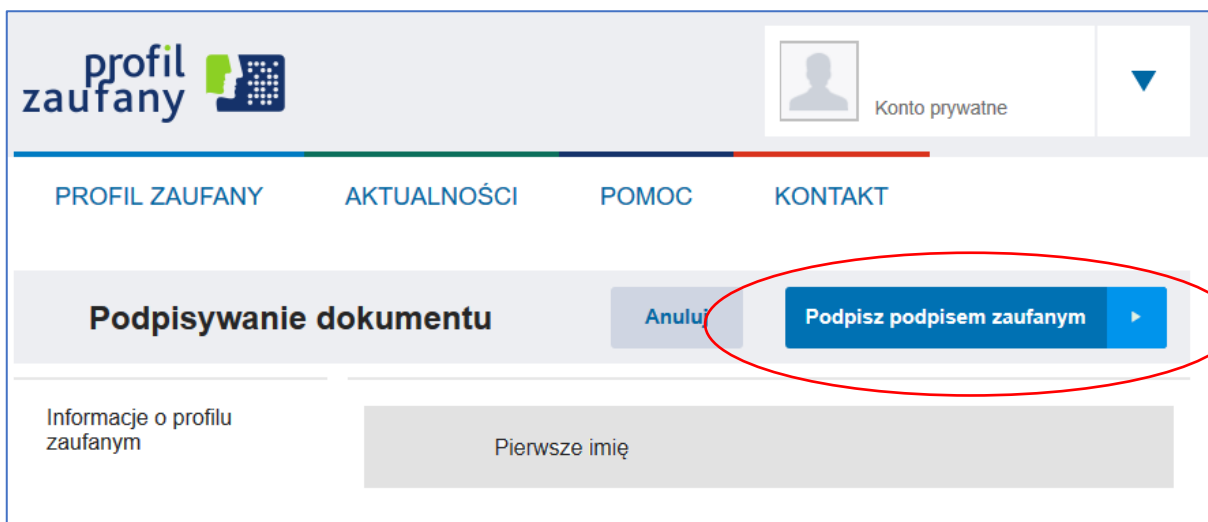 profil
zaufany
Konto prywatne
PROFIL ZAUFANY AKTUALNOŚCI POMOC KONTAKT
Podpisywanie dokumentu Anuluj Podpisz podpisem zaufanym
Informacje o profilu
zaufanym
Pierwsze imię